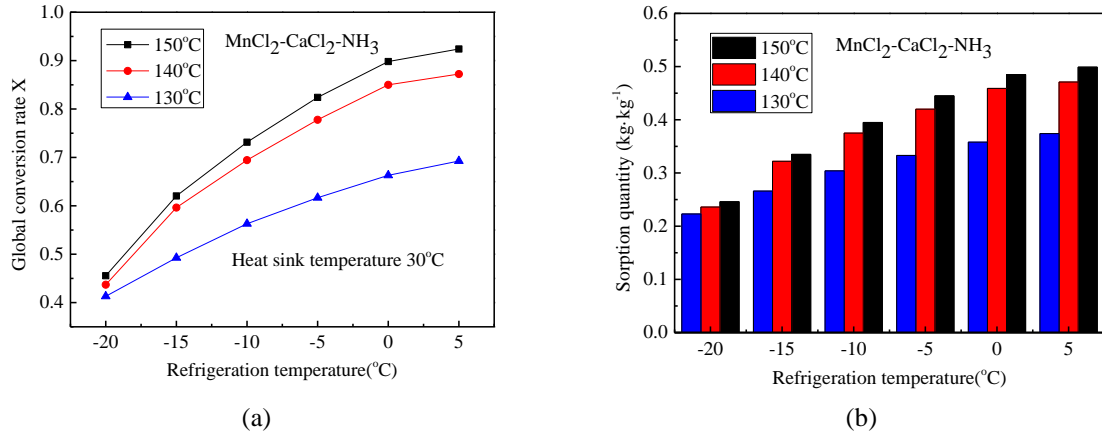 MnCl₂-CaCl₂-NH₃
150°C
140°C
130°C
Heat sink temperature 30°C
Global conversion rate X
1.0
0.9
0.8
0.7
0.6
0.5
0.4
-20 -15 -10 -5 0 5
Refrigeration temperature(°C)
(a)
MnCl₂-CaCl₂-NH₃
150°C
140°C
130°C
Sorption quantity (kg·kg⁻¹)
0.6
0.5
0.4
0.3
0.2
0.1
0.0
-20 -15 -10 -5 0 5
Refrigeration temperature(°C)
(b)